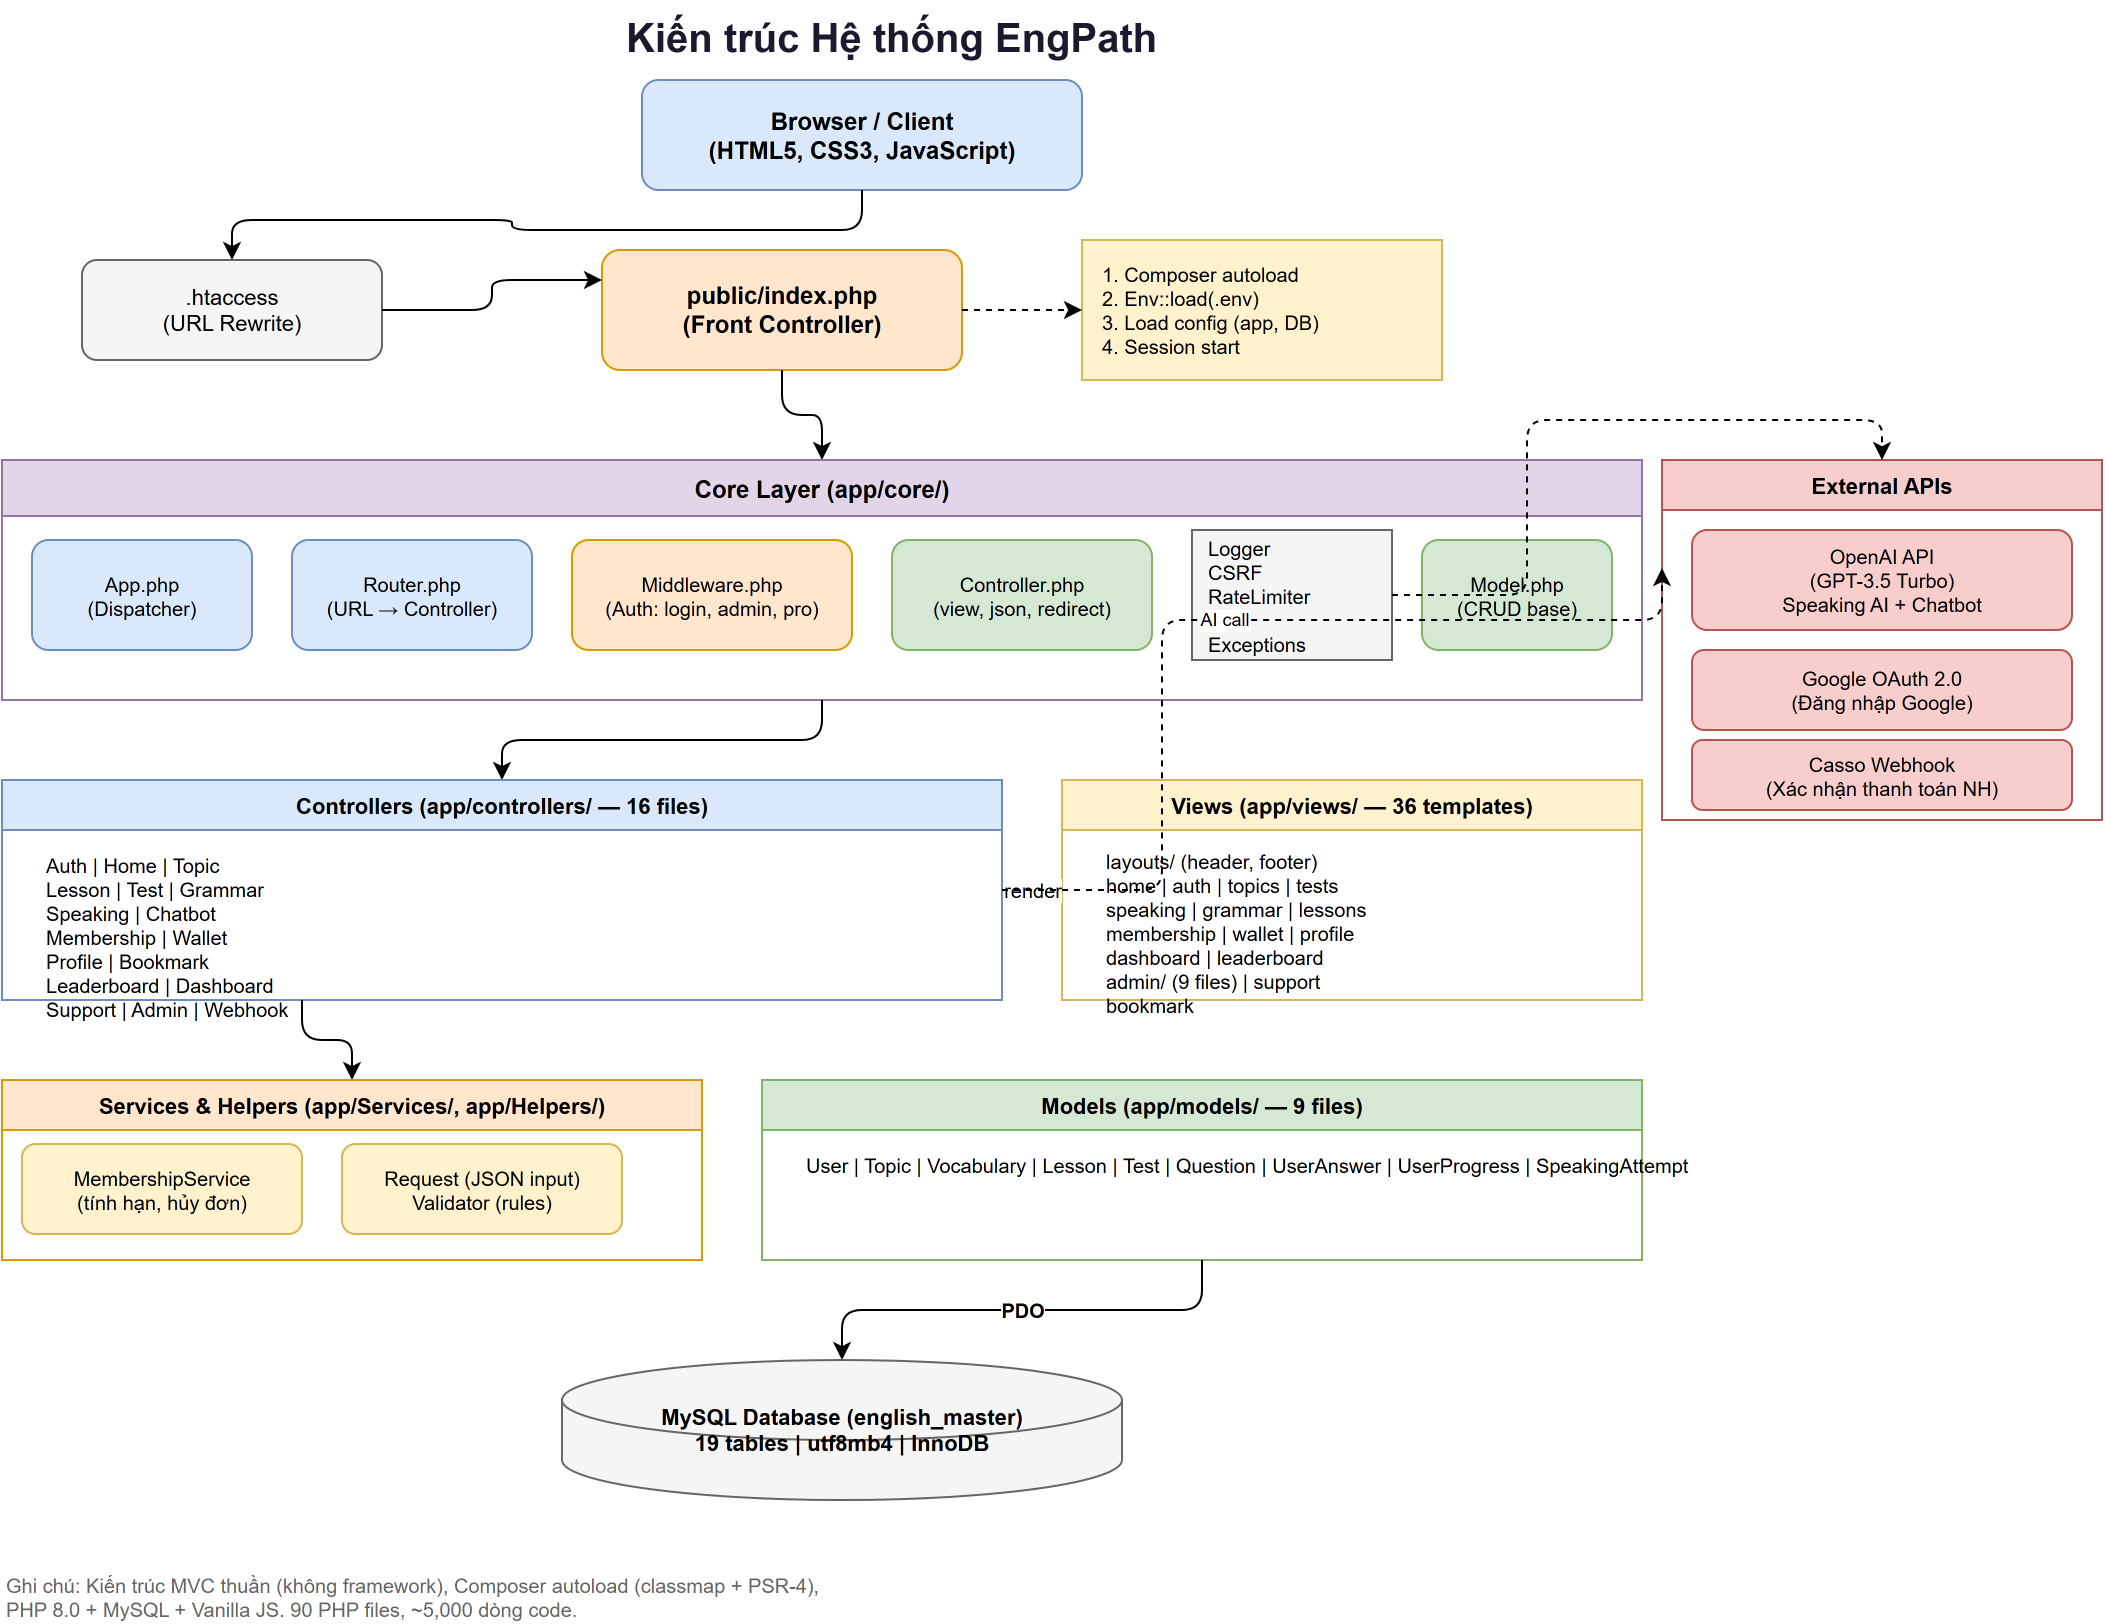 Kiến trúc Hệ thống EngPath
Browser / Client
(HTML5, CSS3, JavaScript)
.htaccess
(URL Rewrite)
public/index.php
(Front Controller)
1. Composer autoload
2. Env::load(.env)
3. Load config (app, DB)
4. Session start
Core Layer (app/core/)
App.php
(Dispatcher)
Router.php
(URL → Controller)
Middleware.php
(Auth: login, admin, pro)
Controller.php
(view, json, redirect)
Logger
CSRF
RateLimiter
AI call
Exceptions
Model.php
(CRUD base)
External APIs
OpenAI API
(GPT-3.5 Turbo)
Speaking AI + Chatbot
Google OAuth 2.0
(Đăng nhập Google)
Casso Webhook
(Xác nhận thanh toán NH)
Controllers (app/controllers/ — 16 files)
Auth | Home | Topic
Lesson | Test | Grammar
Speaking | Chatbot
Membership | Wallet
Profile | Bookmark
Leaderboard | Dashboard
Support | Admin | Webhook
render
Views (app/views/ — 36 templates)
layouts/ (header, footer)
home | auth | topics | tests
speaking | grammar | lessons
membership | wallet | profile
dashboard | leaderboard
admin/ (9 files) | support
bookmark
Services & Helpers (app/Services/, app/Helpers/)
MembershipService
(tính hạn, hủy đơn)
Request (JSON input)
Validator (rules)
Models (app/models/ — 9 files)
User | Topic | Vocabulary | Lesson | Test | Question | UserAnswer | UserProgress | SpeakingAttempt
PDO
MySQL Database (english_master)
19 tables | utf8mb4 | InnoDB
Ghi chú: Kiến trúc MVC thuần (không framework), Composer autoload (classmap + PSR-4),
PHP 8.0 + MySQL + Vanilla JS. 90 PHP files, ~5,000 dòng code.